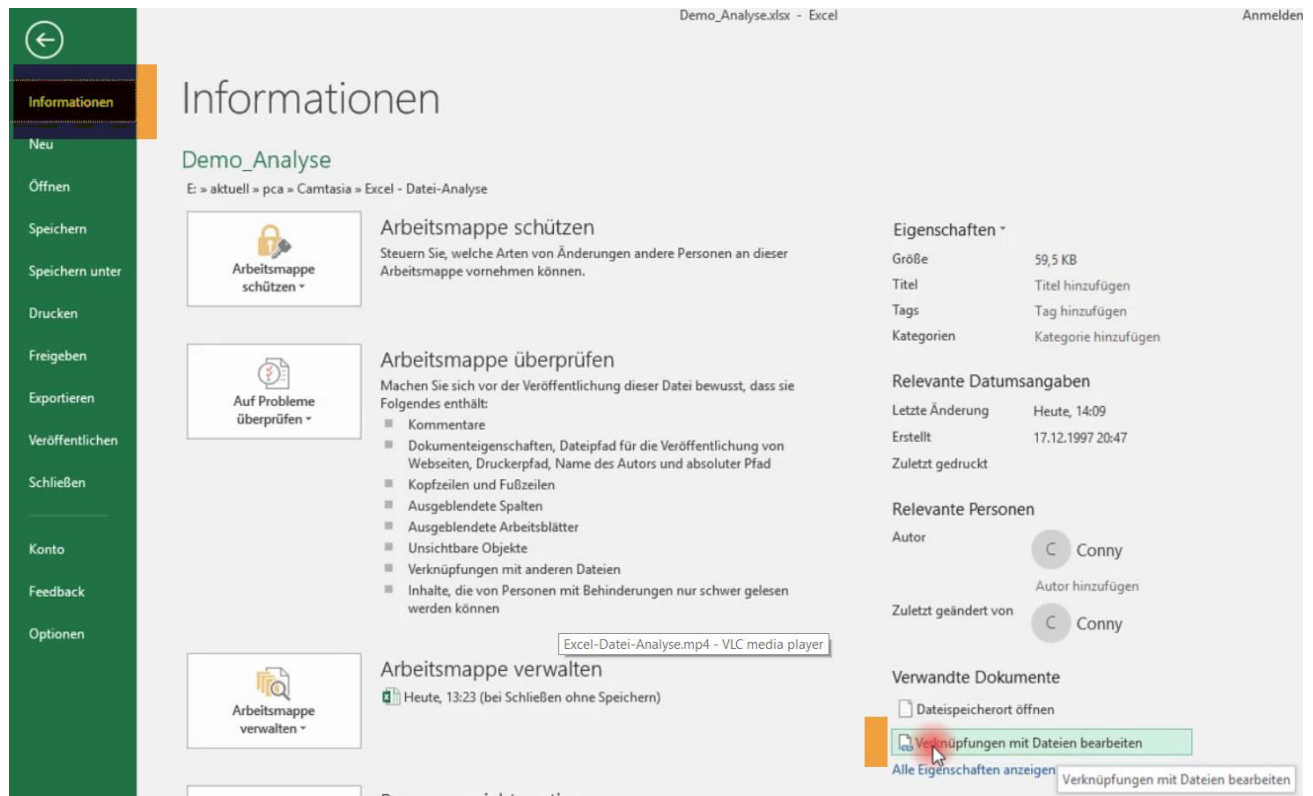 Demo_Analyse.xlsx - Excel
Anmelden
Informationen
Neu
Öffnen
Speichern
Speichern unter
Drucken
Freigeben
Exportieren
Veröffentlichen
Schließen
Konto
Feedback
Optionen
Informationen
Demo_Analyse
E: » aktuell » pca » Camtasia » Excel - Datei-Analyse
Arbeitsmappe
schützen
Arbeitsmappe schützen
Steuern Sie, welche Arten von Änderungen andere Personen an dieser
Arbeitsmappe vornehmen können.
Auf Probleme
überprüfen
Arbeitsmappe überprüfen
Machen Sie sich vor der Veröffentlichung dieser Datei bewusst, dass sie
Folgendes enthält:
Kommentare
Dokumenteigenschaften, Dateipfad für die Veröffentlichung von
Webseiten, Druckerpfad, Name des Autors und absoluter Pfad
Kopfzeilen und Fußzeilen
Ausgeblendete Spalten
Ausgeblendete Arbeitsblätter
Unsichtbare Objekte
Verknüpfungen mit anderen Dateien
Inhalte, die von Personen mit Behinderungen nur schwer gelesen
werden können
Excel-Datei-Analyse.mp4 - VLC media player
Arbeitsmappe
verwalten
Arbeitsmappe verwalten
Heute, 13:23 (bei Schließen ohne Speichern)
Eigenschaften
Größe 59,5 KB
Titel Titel hinzufügen
Tags Tag hinzufügen
Kategorien Kategorie hinzufügen
Relevante Datumsangaben
Letzte Änderung Heute, 14:09
Erstellt 17.12.1997 20:47
Zuletzt gedruckt
Relevante Personen
Autor C Conny
Autor hinzufügen
Zuletzt geändert von C Conny
Verwandte Dokumente
Dateispeicherort öffnen
Verknüpfungen mit Dateien bearbeiten
Alle Eigenschaften anzeigen
Verknüpfungen mit Dateien bearbeiten